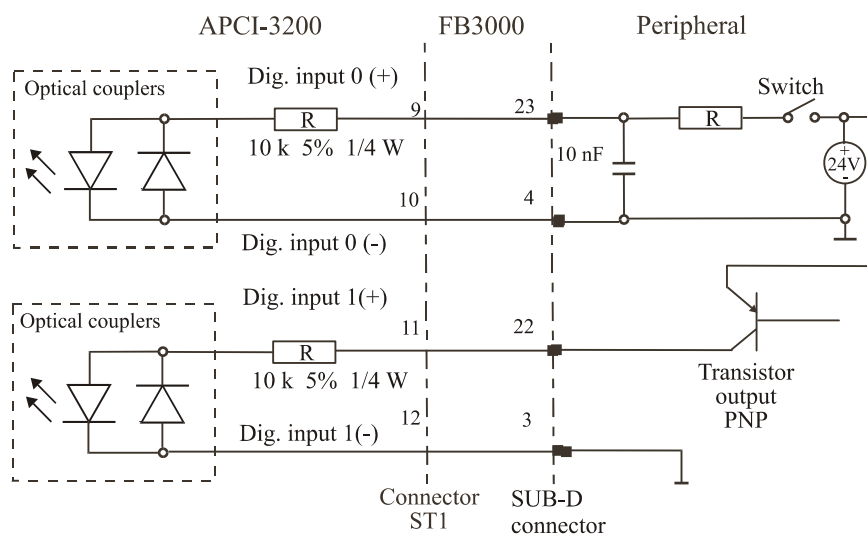 APCI-3200 FB3000 Peripheral
Optical couplers
Dig. input 0 (+)
R
10 k 5% 1/4 W
9
23
10 nF
R
Switch
+
24V
-
10
4
Dig. input 0 (-)
Optical couplers
Dig. input 1(+)
R
10 k 5% 1/4 W
11
22
Transistor
output
PNP
12
3
Dig. input 1(-)
Connector
ST1
SUB-D
connector